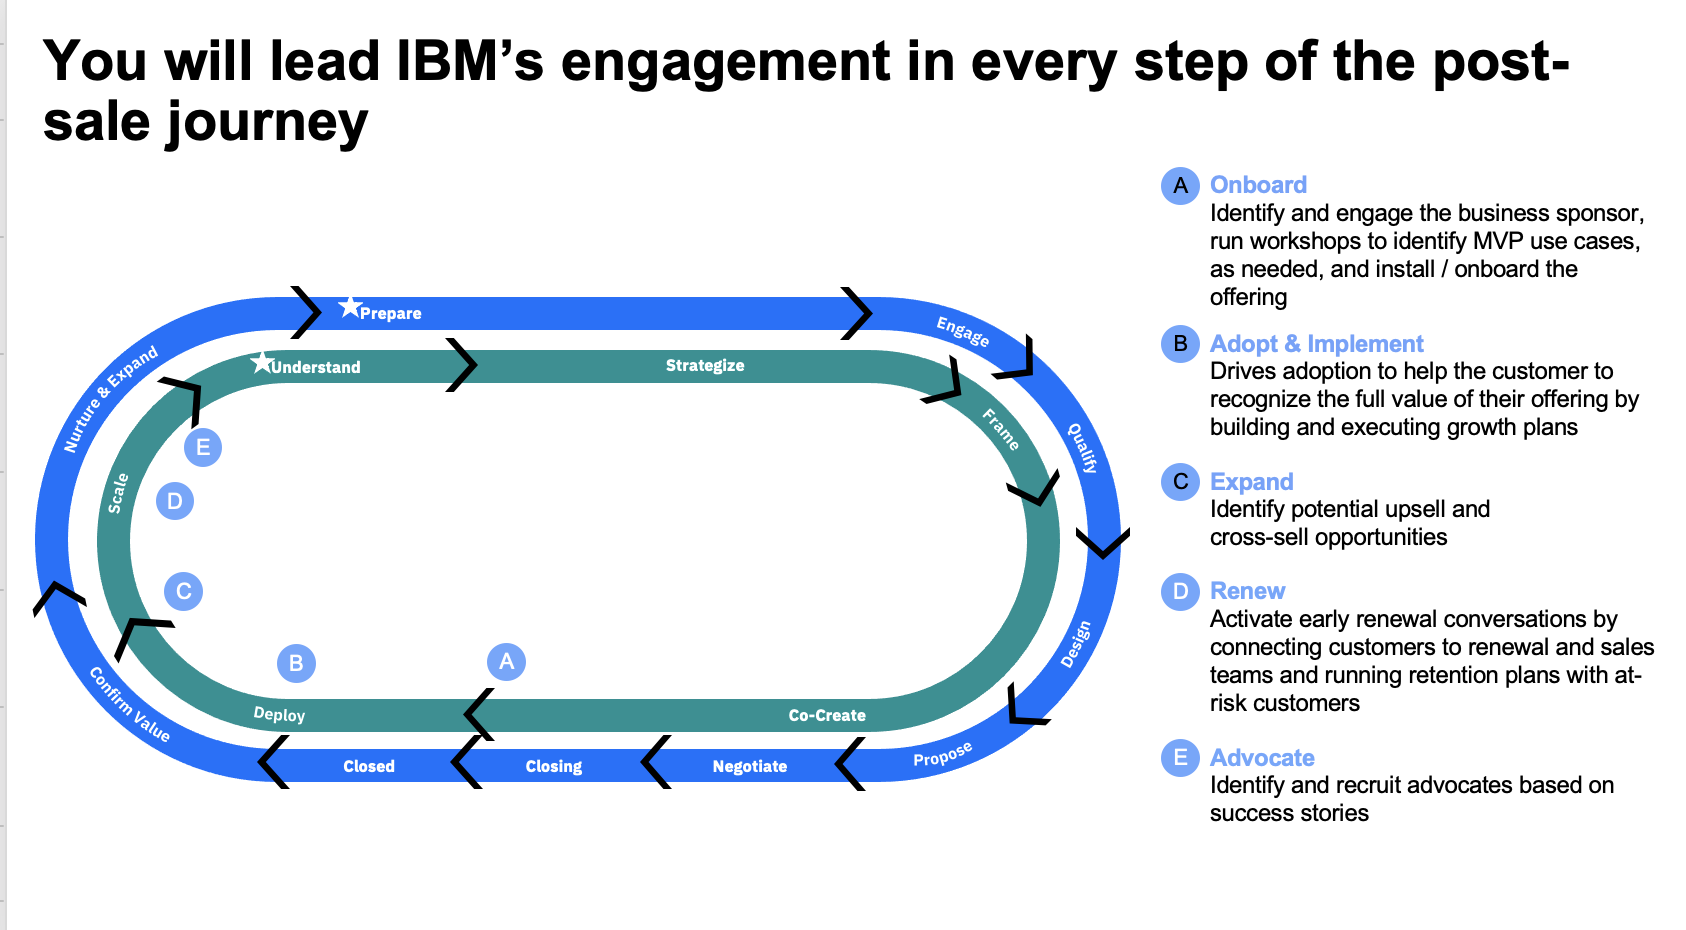 You will lead IBM’s engagement in every step of the post-
sale journey
Prepare
Engage
Qualify
Design
Propose
Negotiate
Closing
Closed
Confirm Value
Nurture & Expand
Understand
Strategize
Frame
Co-Create
Deploy
Scale
A
B
C
D
E
A Onboard
Identify and engage the business sponsor,
run workshops to identify MVP use cases,
as needed, and install / onboard the
offering
B Adopt & Implement
Drives adoption to help the customer to
recognize the full value of their offering by
building and executing growth plans
C Expand
Identify potential upsell and
cross-sell opportunities
D Renew
Activate early renewal conversations by
connecting customers to renewal and sales
teams and running retention plans with at-
risk customers
E Advocate
Identify and recruit advocates based on
success stories